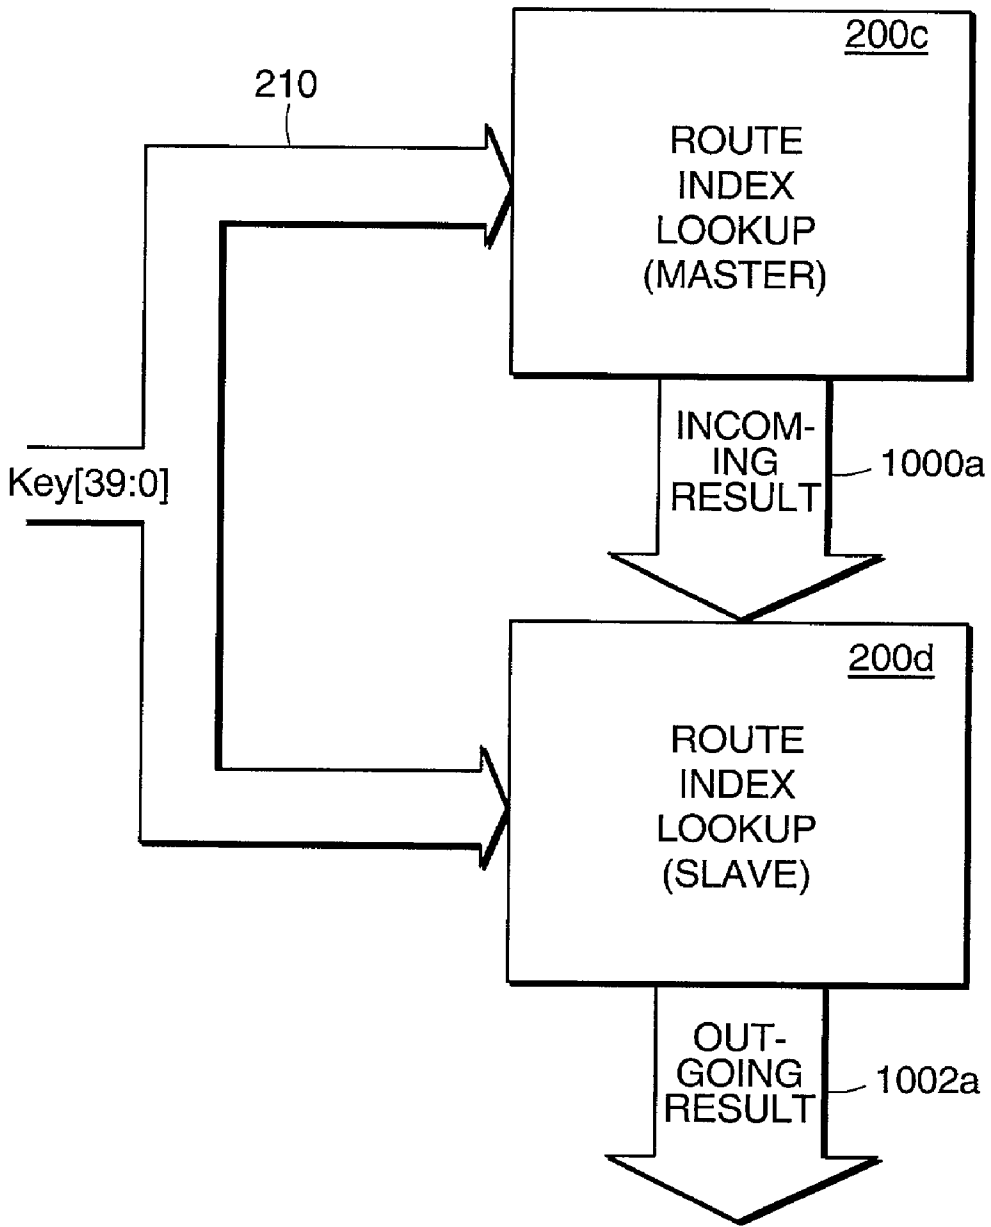 200c
210
ROUTE
INDEX
LOOKUP
(MASTER)
INCOM-
ING
RESULT
1000a
Key[39:0]
200d
ROUTE
INDEX
LOOKUP
(SLAVE)
OUT-
GOING
RESULT
1002a